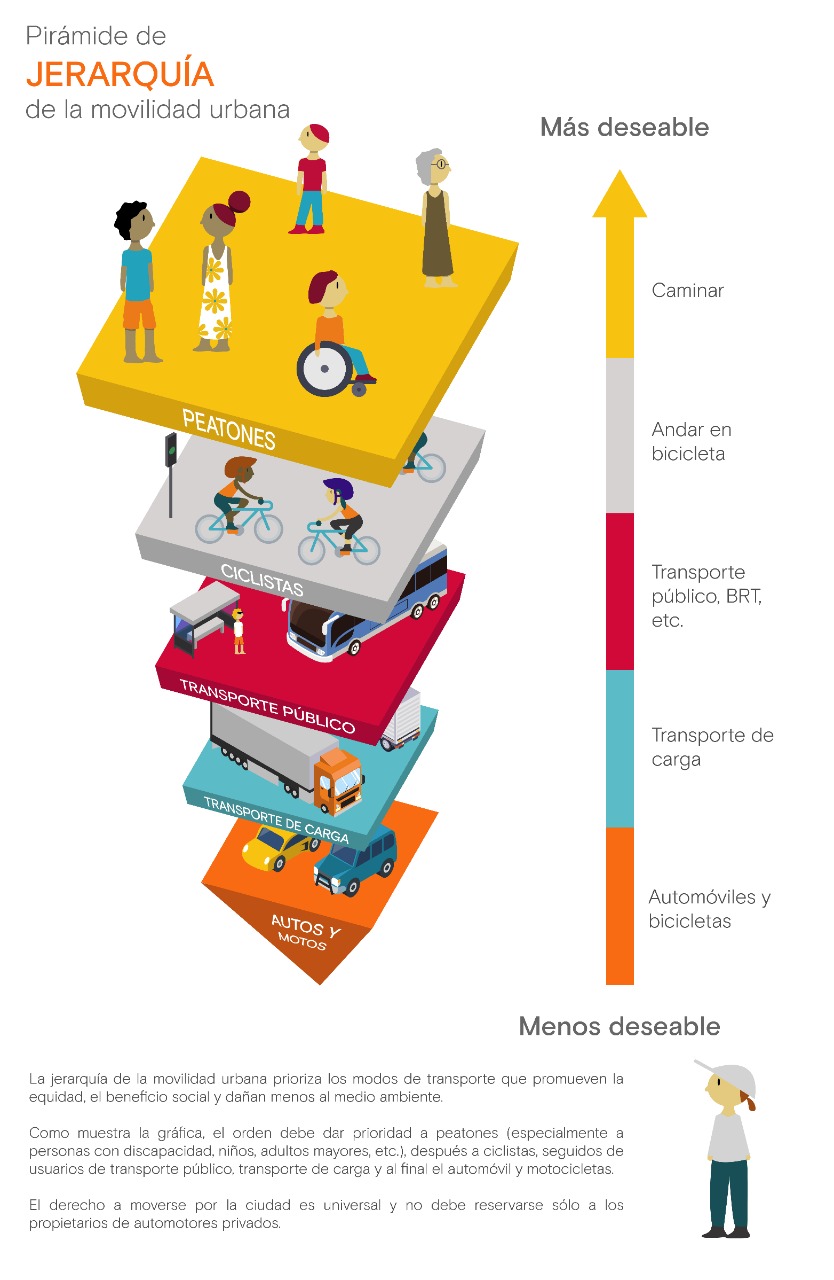 Pirámide de
JERARQUÍA
de la movilidad urbana
Más deseable
PEATONES
CICLISTAS
TRANSPORTE PÚBLICO
TRANSPORTE DE CARGA
AUTOS Y
MOTOS
Caminar
Andar en
bicicleta
Transporte
público, BRT,
etc.
Transporte de
carga
Automóviles y
bicicletas
Menos deseable
La jerarquía de la movilidad urbana prioriza los modos de transporte que promueven la
equidad, el beneficio social y dañan menos al medio ambiente.
Como muestra la gráfica, el orden debe dar prioridad a peatones (especialmente a
personas con discapacidad, niños, adultos mayores, etc.), después a ciclistas, seguidos de
usuarios de transporte público, transporte de carga y al final el automóvil y motocicletas.
El derecho a moverse por la ciudad es universal y no debe reservarse sólo a los
propietarios de automotores privados.